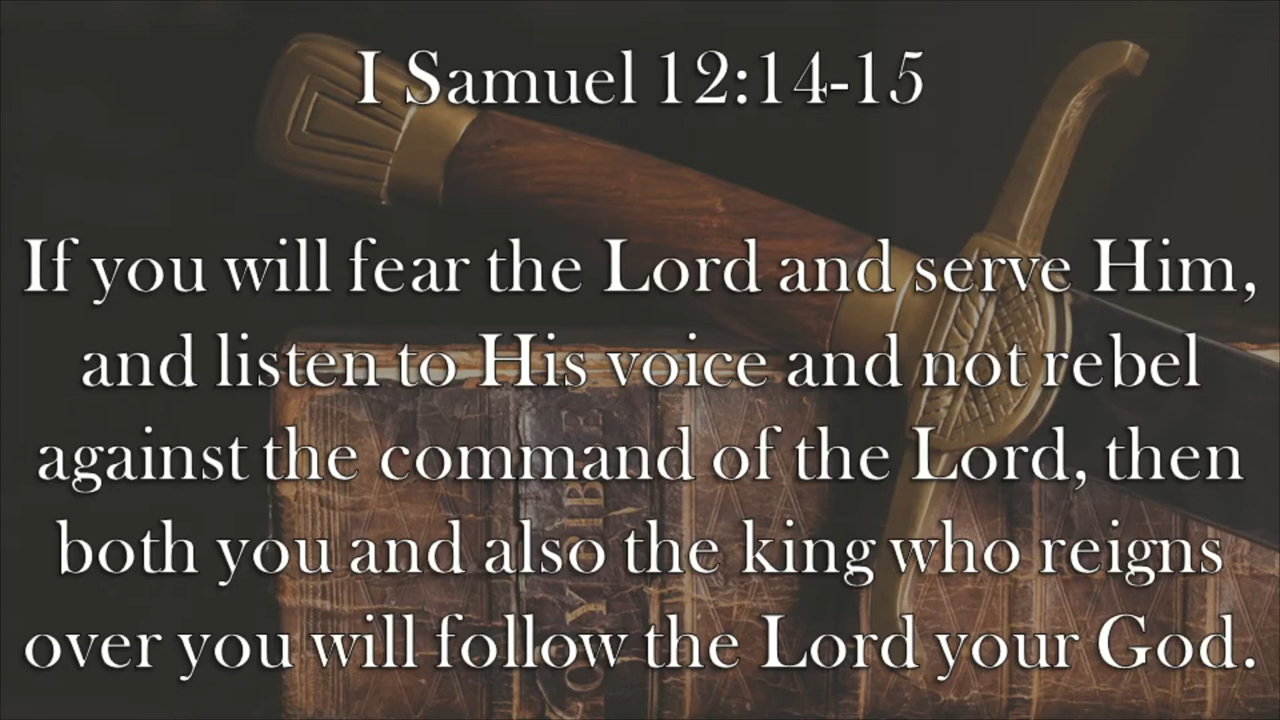 I Samuel 12:14-15
If you will fear the Lord and serve Him,
and listen to His voice and not rebel
against the command of the Lord, then
both you and also the king who reigns
over you will follow the Lord your God.
HOLY BIBLE